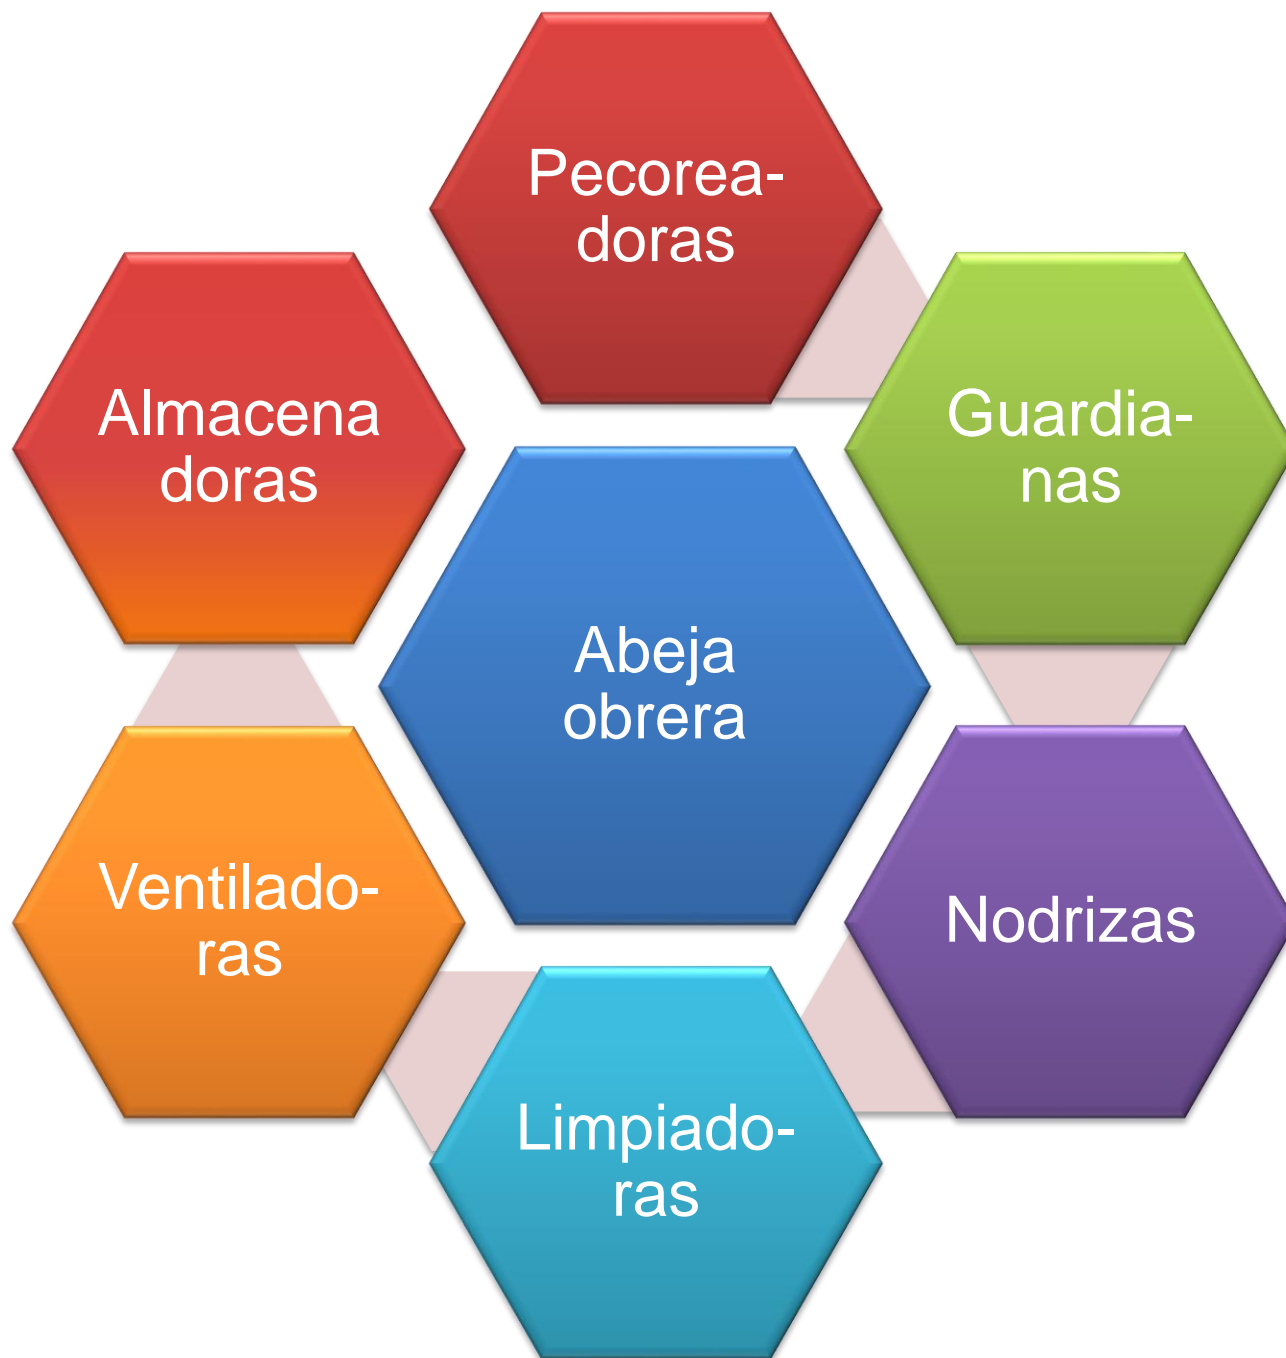 Pecorea-
doras
Almacena
doras
Guardia-
nas
Abeja
obrera
Ventilado-
ras
Nodrizas
Limpiado-
ras